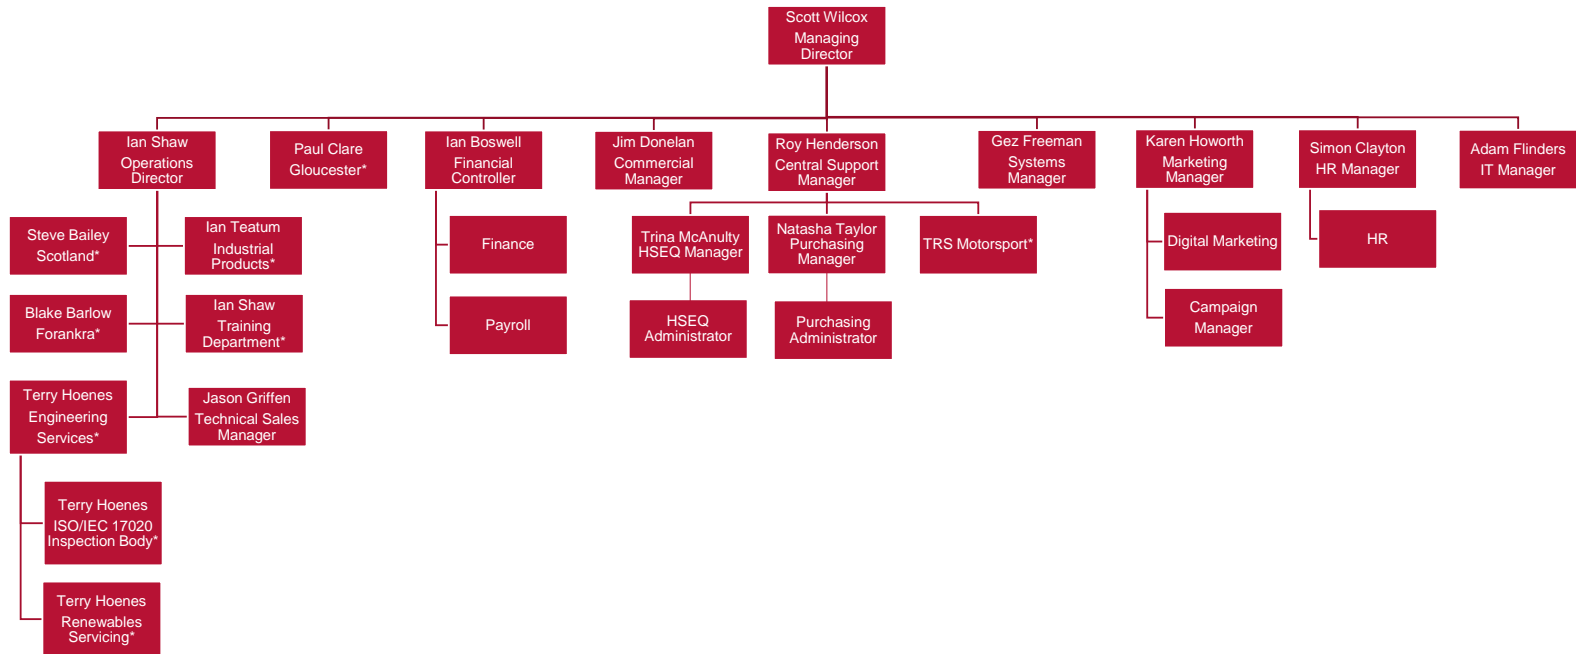 Scott Wilcox
Managing
Director
Ian Shaw
Operations
Director
Paul Clare
Gloucester*
Ian Boswell
Financial
Controller
Jim Donelan
Commercial
Manager
Roy Henderson
Central Support
Manager
Gez Freeman
Systems
Manager
Karen Howorth
Marketing
Manager
Simon Clayton
HR Manager
Adam Flinders
IT Manager
Steve Bailey
Scotland*
Ian Teatum
Industrial
Products*
Finance
Trina McAnulty
HSEQ Manager
Natasha Taylor
Purchasing
Manager
TRS Motorsport*
Digital Marketing
HR
Blake Barlow
Forankra*
Ian Shaw
Training
Department*
Payroll
HSEQ
Administrator
Purchasing
Administrator
Campaign
Manager
Terry Hoenes
Engineering
Services*
Jason Griffen
Technical Sales
Manager
Terry Hoenes
ISO/IEC 17020
Inspection Body*
Terry Hoenes
Renewables
Servicing*